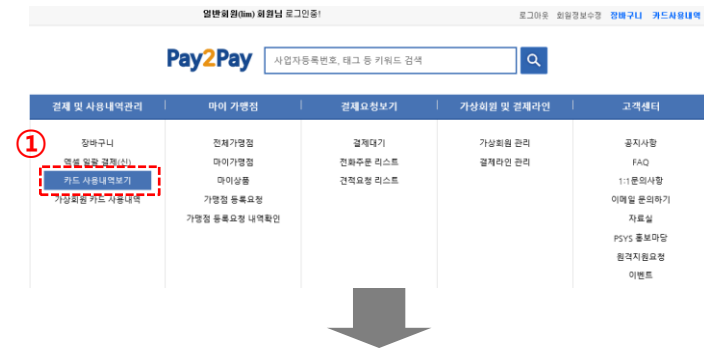 일반회원(lim) 회원님 로그인중!
로그아웃 회원정보수정 장바구니 카드사용내역
Pay2Pay 사업자등록번호, 태그 등 키워드 검색
결제 및 사용내역관리 마이 가맹점 결제요청보기 가상회원 및 결제라인 고객센터
①
장바구니 전체가맹점 결제대기 가상회원 관리 공지사항
엑셀 일괄 결제(신) 마이가맹점 전화주문 리스트 결제라인 관리 FAQ
카드 사용내역보기 마이상품 견적요청 리스트 1:1문의사항
가상회원 카드 사용내역 가맹점 등록요청 이메일 문의하기
가맹점 등록요청 내역확인 자료실
PSYS 홍보마당
원격지원요청
이벤트